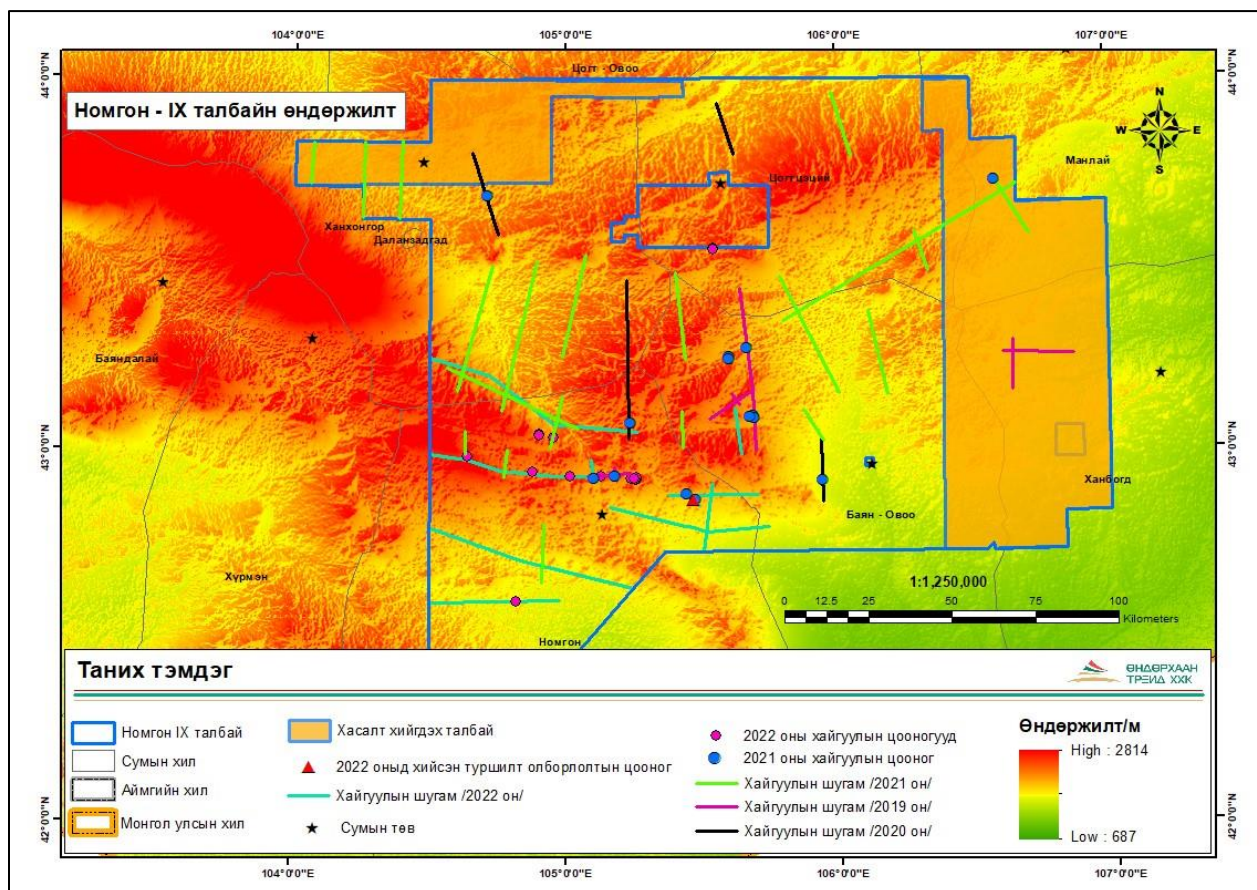 104°0'0"E
105°0'0"E
106°0'0"E
107°0'0"E
44°0'0"N
44°0'0"N
Цогт - Овоо
Номгон - IX талбайн өндөржилт
N
W
E
S
Манлай
Цогтцэций
Ханхонгор
Даланзадгад
Баяндалай
43°0'0"N
43°0'0"N
Ханбогд
Баян - Овоо
Хүрмэн
1:1,250,000
0 12.5 25 50 75 100
Kilometers
Номгон
Таних тэмдэг
ӨНДӨРХААН
ТРЕЙД ХХК
Номгон IX талбай
Сумын хил
Аймгийн хил
Монгол улсын хил
Хасалт хийгдэх талбай
2022 оныд хийсэн туршилт олборлолтын цооног
Хайгуулын шугам /2022 он/
Сумын төв
2022 оны хайгуулын цооногууд
2021 оны хайгуулын цооног
Хайгуулын шугам /2021 он/
Хайгуулын шугам /2019 он/
Хайгуулын шугам /2020 он/
Өндөржилт/м
High : 2814
Low : 687
42°0'0"N
42°0'0"N
104°0'0"E
105°0'0"E
106°0'0"E
107°0'0"E